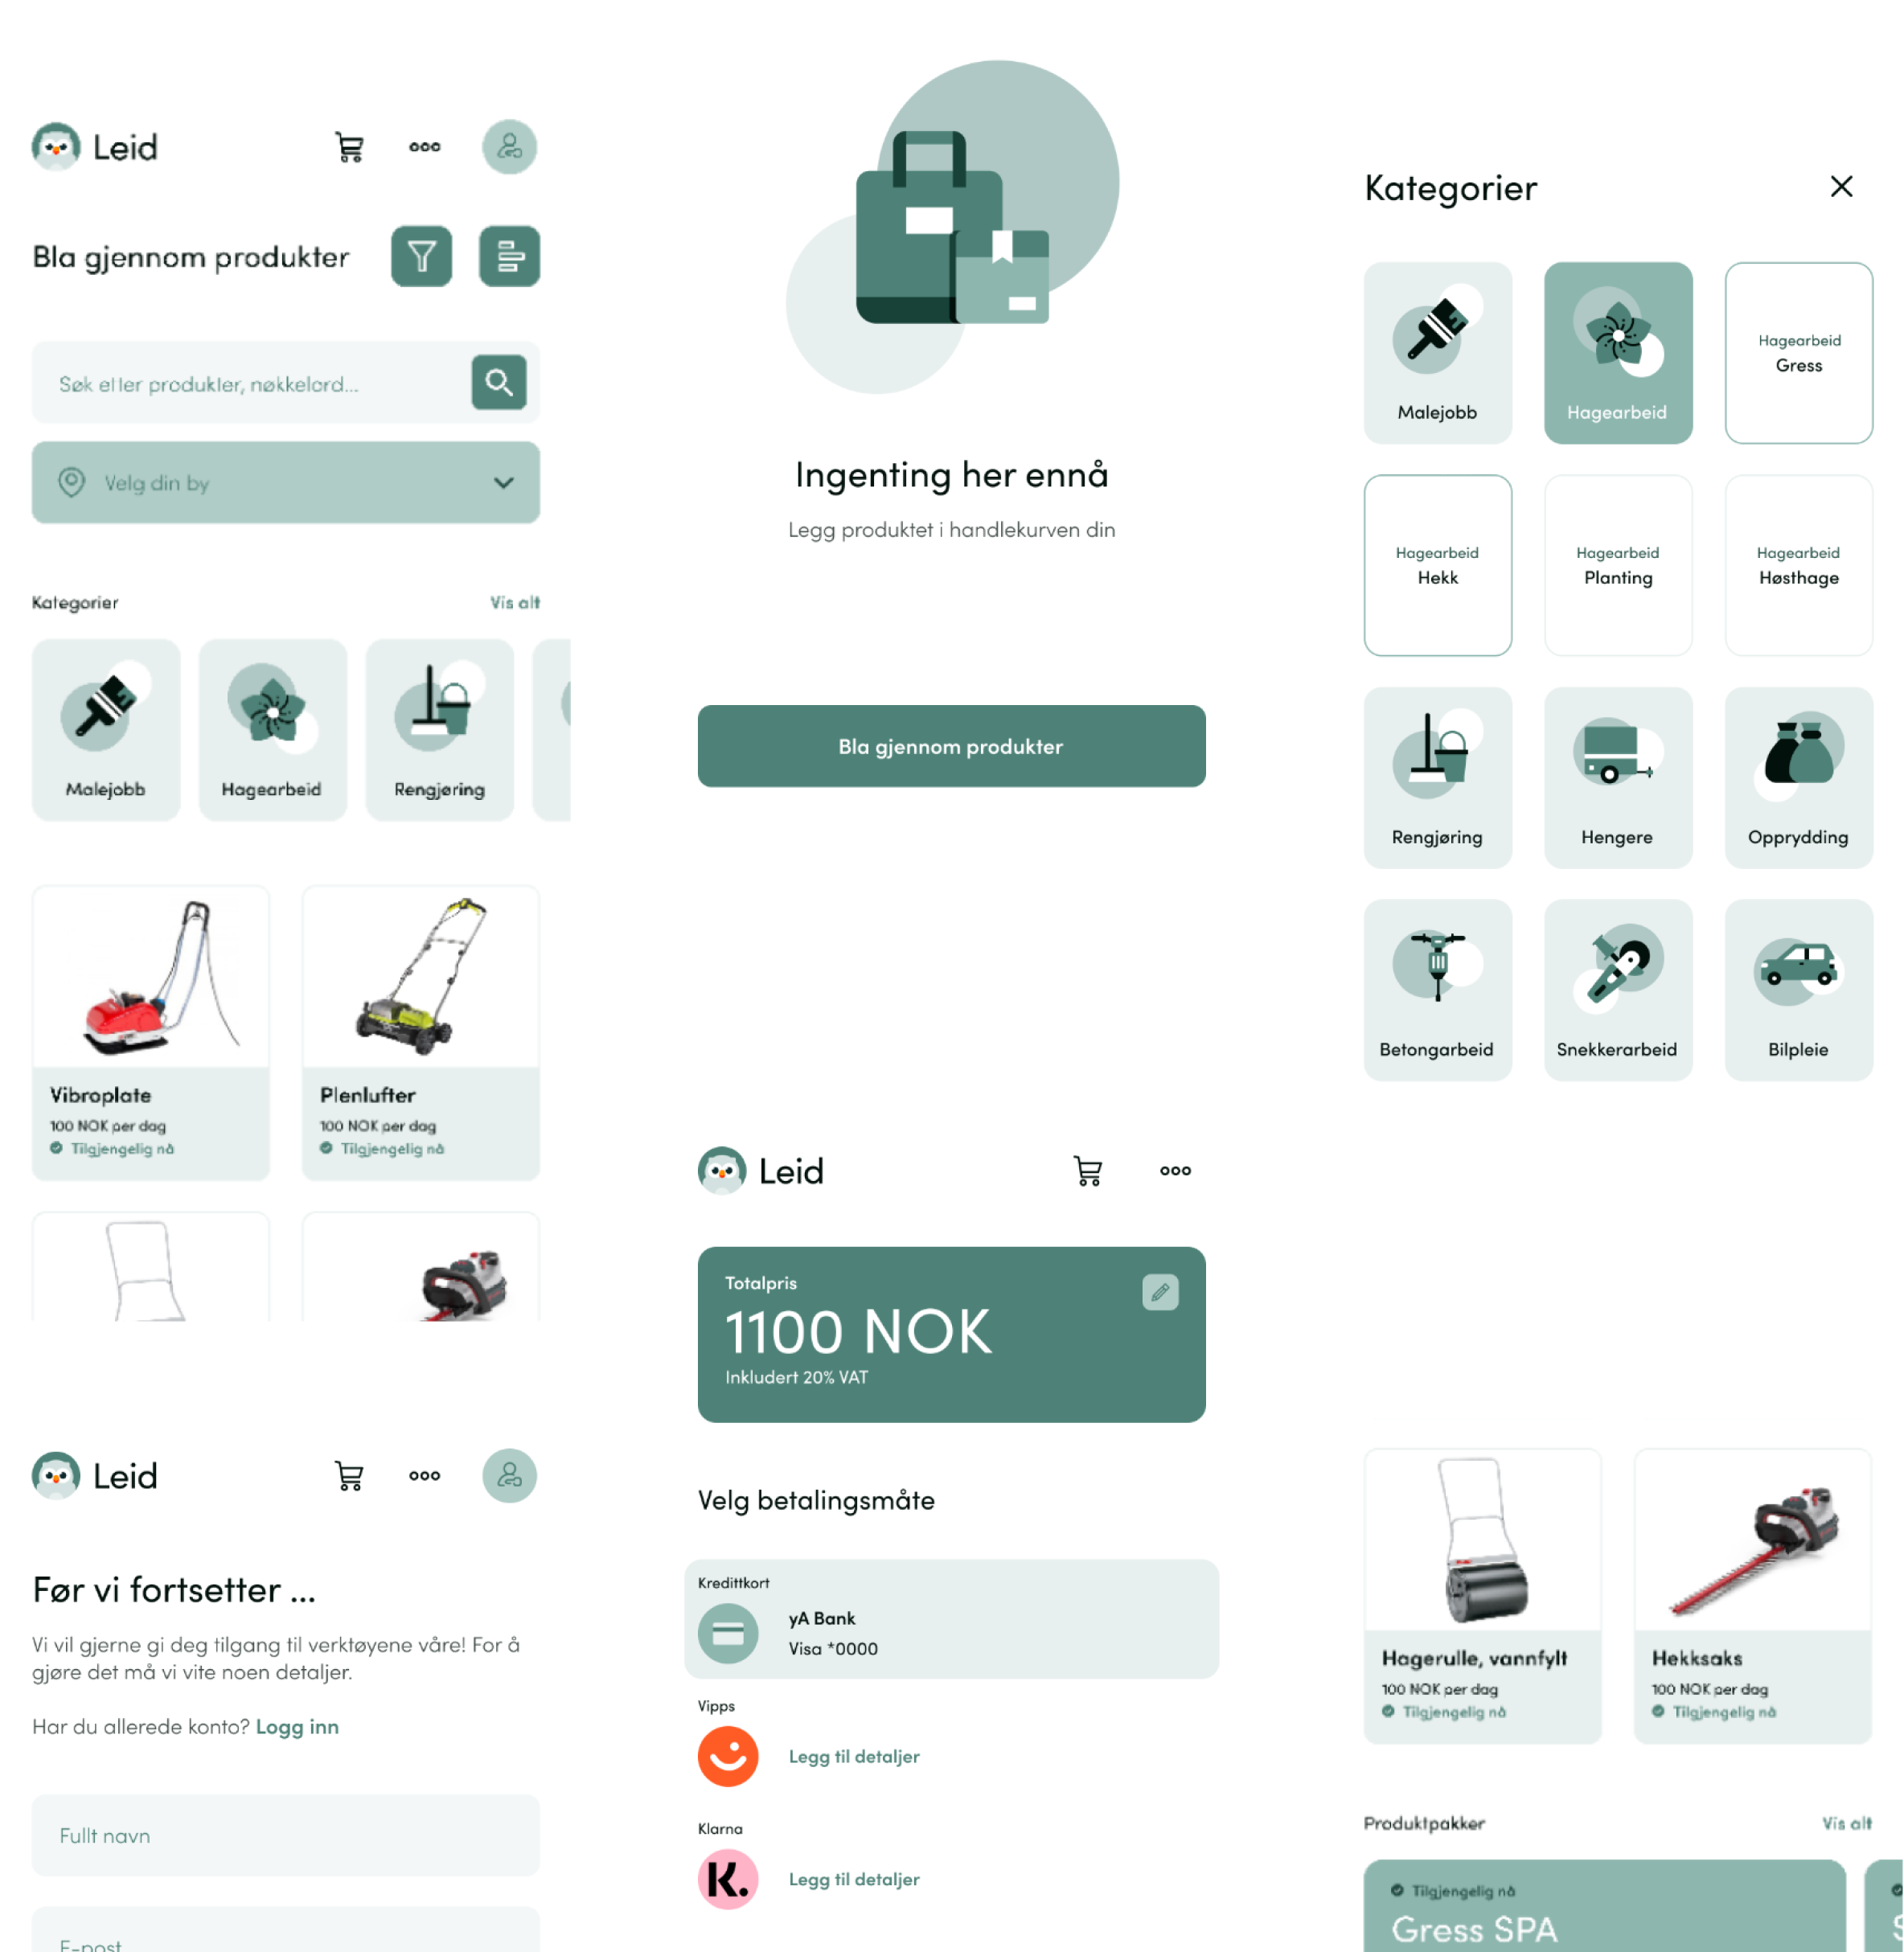 Leid
Bla gjennom produkter
Søk etter produkter, nøkkelord...
Velg din by
Kategorier
Vis alt
Malejobb
Hagearbeid
Rengjøring
Vibroplate
100 NOK per dag
Tilgjengelig nå
Plenlufter
100 NOK per dag
Tilgjengelig nå
Leid
Før vi fortsetter ...
Vi vil gjerne gi deg tilgang til verktøyene våre! For å
gjøre det må vi vite noen detaljer.
Har du allerede konto? Logg inn
Fullt navn
E-post
Ingenting her ennå
Legg produktet i handlekurven din
Bla gjennom produkter
Leid
Totalpris
1100 NOK
Inkludert 20% VAT
Velg betalingsmåte
Kredittkort
yA Bank
Visa *0000
Vipps
Legg til detaljer
Klarna
K.
Legg til detaljer
Kategorier
Malejobb
Hagearbeid
Hagearbeid
Gress
Hagearbeid
Hekk
Hagearbeid
Planting
Hagearbeid
Høsthage
Rengjøring
Hengere
Opprydding
Betongarbeid
Snekkerarbeid
Bilpleie
Hagerulle, vannfylt
100 NOK per dag
Tilgjengelig nå
Hekksaks
100 NOK per dag
Tilgjengelig nå
Produktpakker
Vis alt
Tilgjengelig nå
Gress SPA